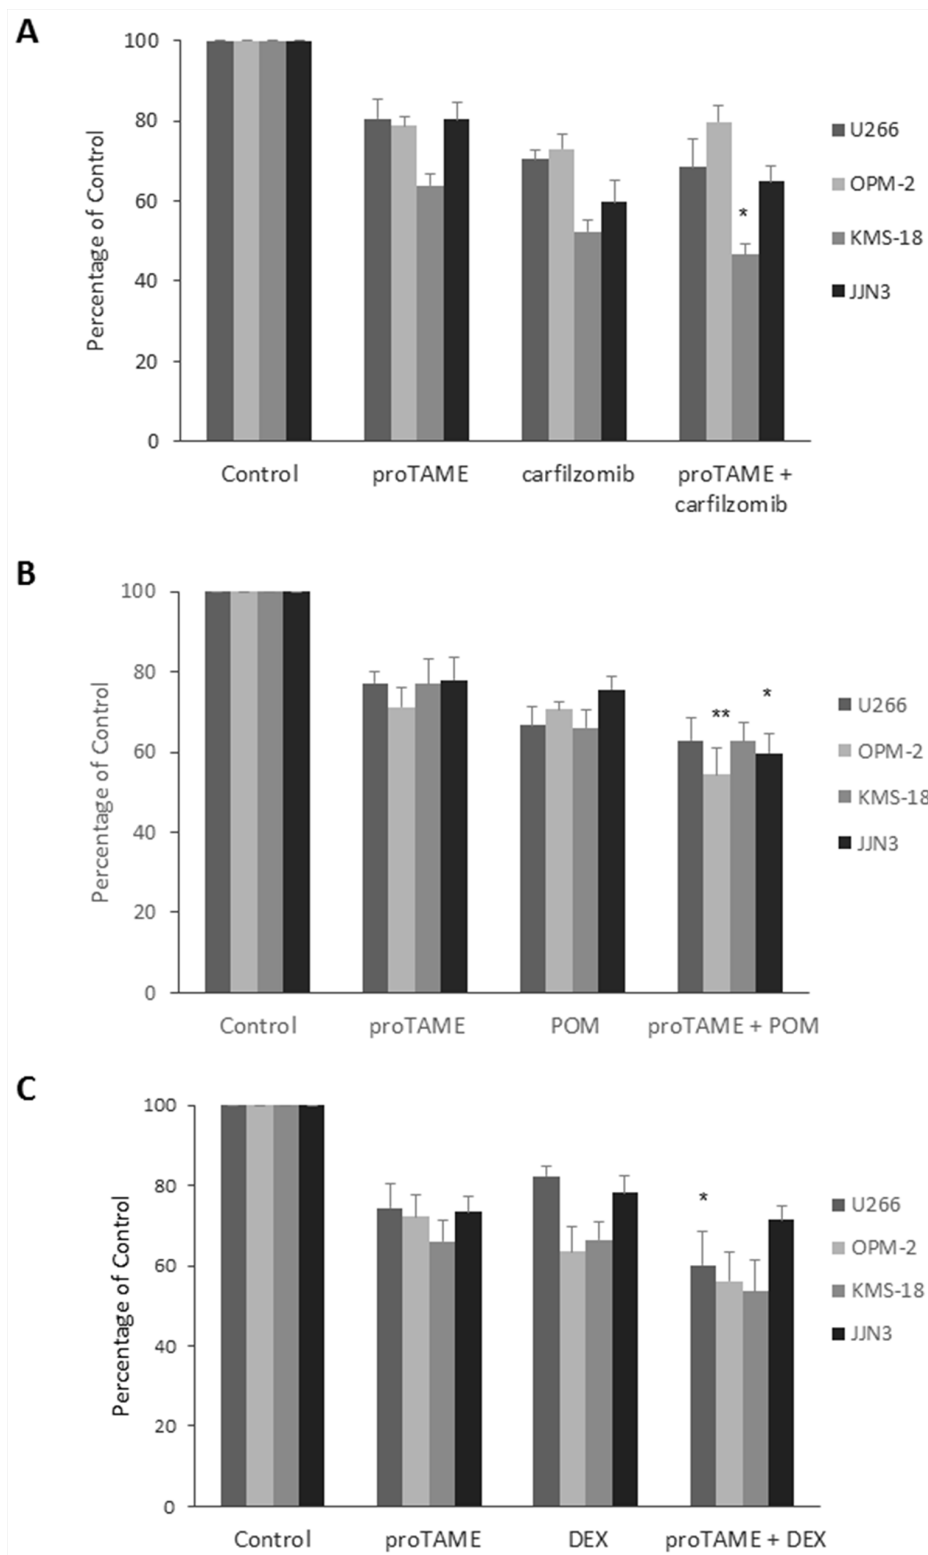 A
Percentage of Control
100
80
60
40
20
0
*
Control
proTAME
carfilzomib
proTAME +
carfilzomib
U266
OPM-2
KMS-18
JJN3
B
Percentage of Control
100
80
60
40
20
0
**
*
Control
proTAME
POM
proTAME + POM
U266
OPM-2
KMS-18
JJN3
C
Percentage of Control
100
80
60
40
20
0
*
Control
proTAME
DEX
proTAME + DEX
U266
OPM-2
KMS-18
JJN3